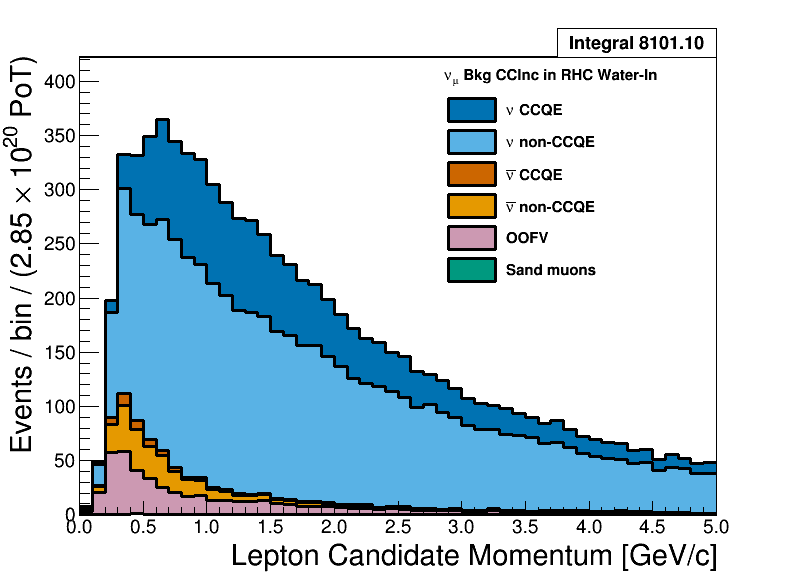 Integral 8101.10
ν_μ Bkg CCInc in RHC Water-In
ν CCQE
ν non-CCQE
ν̅ CCQE
ν̅ non-CCQE
OOFV
Sand muons
Events / bin / (2.85 × 10^20 PoT)
400
350
300
250
200
150
100
50
0
0.0 0.5 1.0 1.5 2.0 2.5 3.0 3.5 4.0 4.5 5.0
Lepton Candidate Momentum [GeV/c]